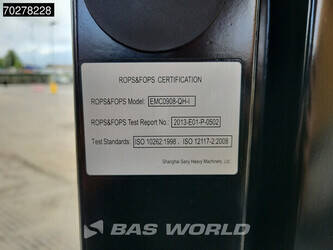 70278228
ROPS&FOPS CERTIFICATION
ROPS&FOPS Model: EMC0908-QH-I
ROPS&FOPS Test Report No.: 2013-E01-P-0502
Test Standards: ISO 10262:1998 . ISO 12117-2:2008
Shanghai Sany Heavy Machinery, Ltd.
BAS WORLD